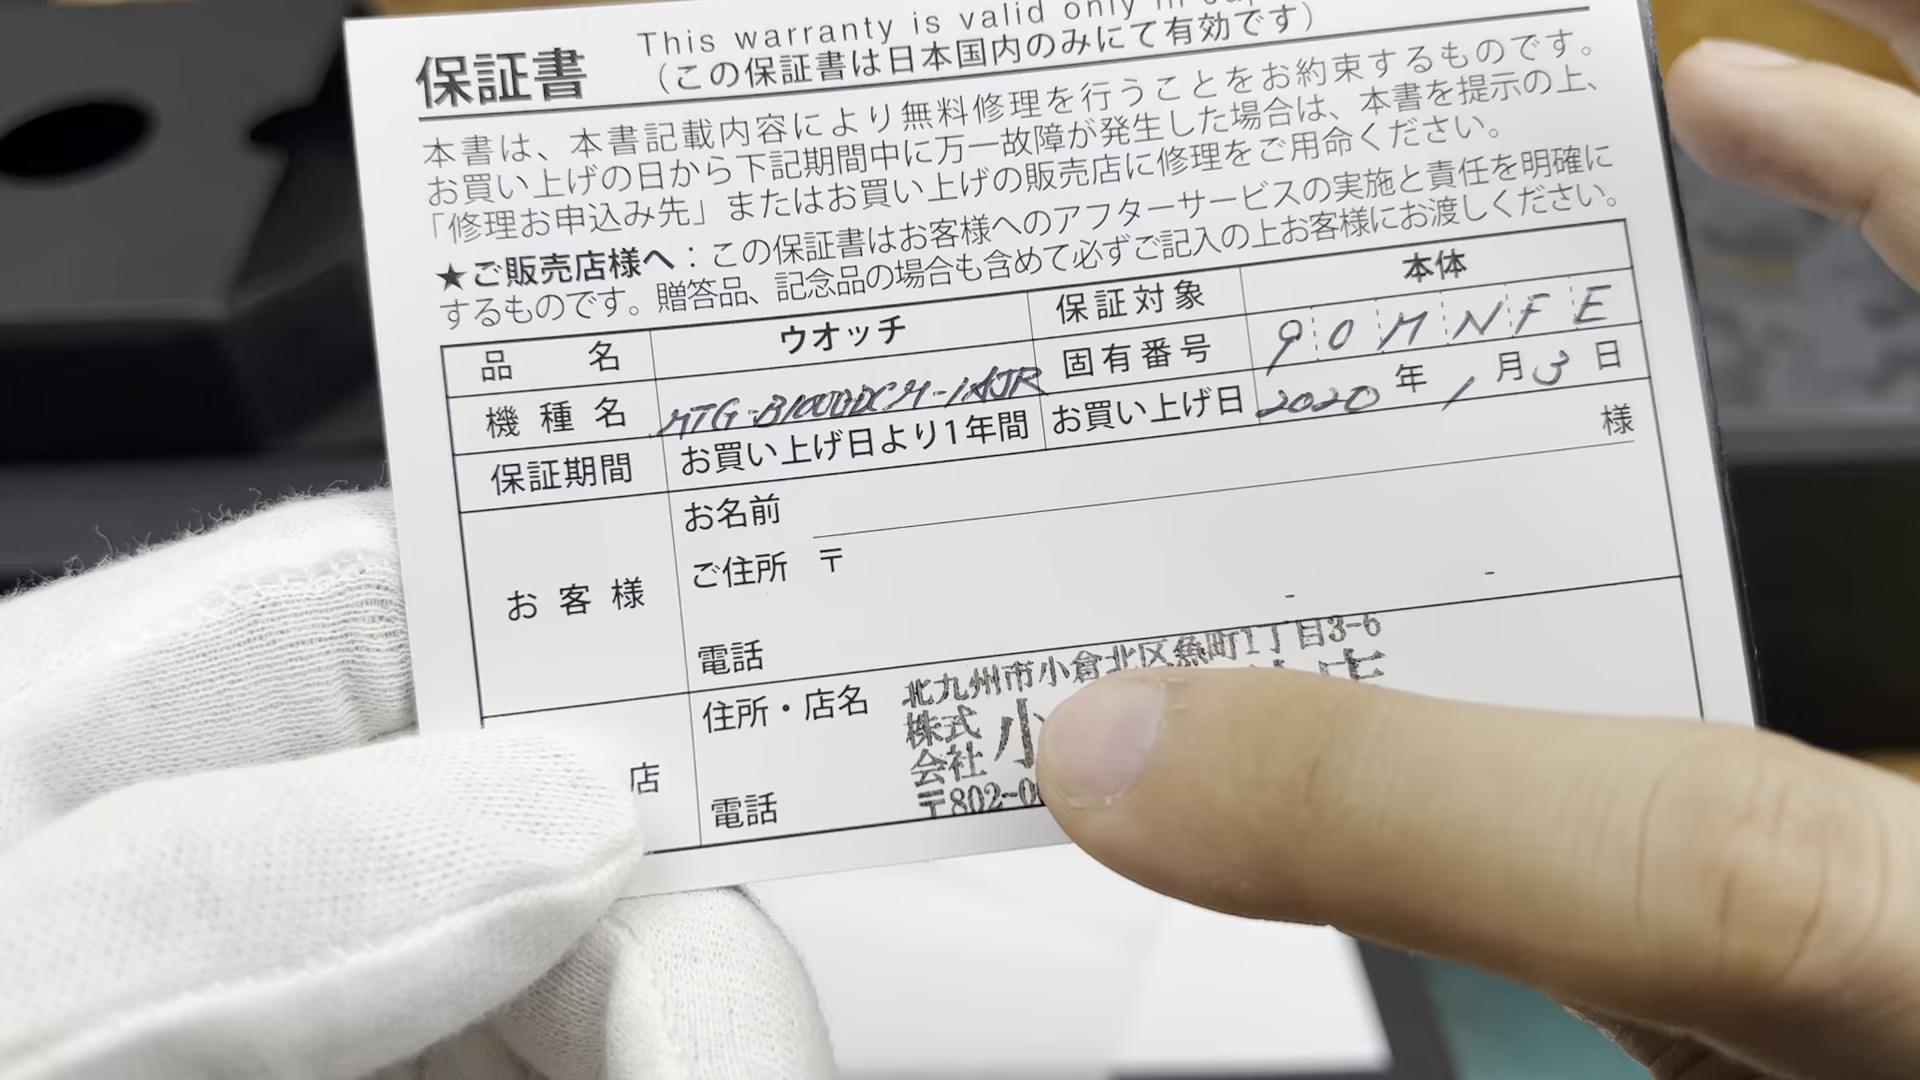 This warranty is valid only in
保証書
(この保証書は日本国内のみにて有効です)
本書は、本書記載内容により無料修理を行うことをお約束するものです。
お買い上げの日から下記期間中に万一故障が発生した場合は、本書を提示の上、
「修理お申込み先」またはお買い上げの販売店に修理をご用命ください。
★ご販売店様へ：この保証書はお客様へのアフターサービスの実施と責任を明確に
するものです。贈答品、記念品の場合も含めて必ずご記入の上お客様にお渡しください。
品名 ウオッチ 保証対象 本体
機種名 MTG-B1000DCM-1AJR 固有番号 90MNFE
保証期間 お買い上げ日より1年間 お買い上げ日 2020年1月3日
お客様 お名前 様
ご住所 〒
電話
店 住所・店名 北九州市小倉北区魚町1丁目3-6
株式会社 小
電話 〒802-0